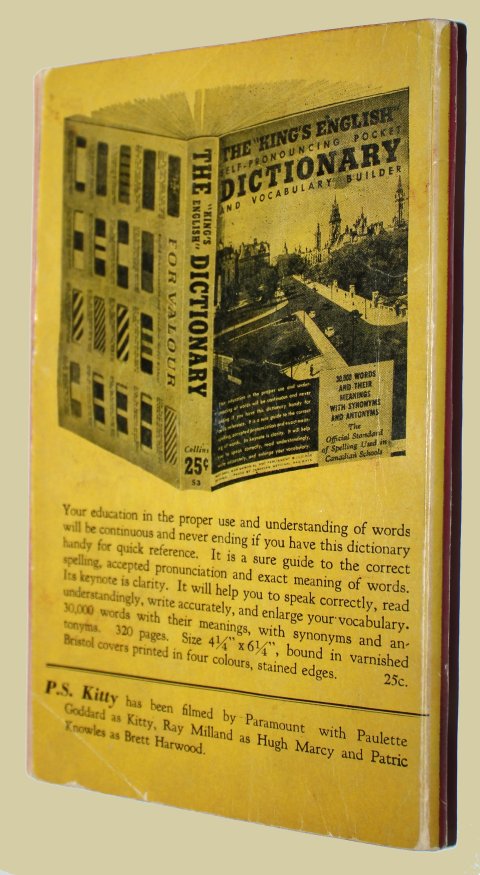 THE "KING'S ENGLISH"
SELF-PRONOUNCING POCKET
DICTIONARY
AND VOCABULARY BUILDER
THE "KING'S ENGLISH" DICTIONARY
FOR VALOUR
Collins
25¢
53
30,000 WORDS
AND THEIR
MEANINGS
WITH SYNONYMS
AND ANTONYMS
The
Official Standard
of Spelling Used in
Canadian Schools
Your education in the proper use and understanding of words
will be continuous and never ending if you have this dictionary
handy for quick reference. It is a sure guide to the correct
spelling, accepted pronunciation and exact meaning of words.
Its keynote is clarity. It will help you to speak correctly, read
understandingly, write accurately, and enlarge your vocabulary.
30,000 words with their meanings, with synonyms and an-
tonyms. 320 pages. Size 4¼" x 6¼", bound in varnished
Bristol covers printed in four colours, stained edges. 25c.
P.S. Kitty has been filmed by Paramount with Paulette
Goddard as Kitty, Ray Milland as Hugh Marcy and Patric
Knowles as Brett Harwood.